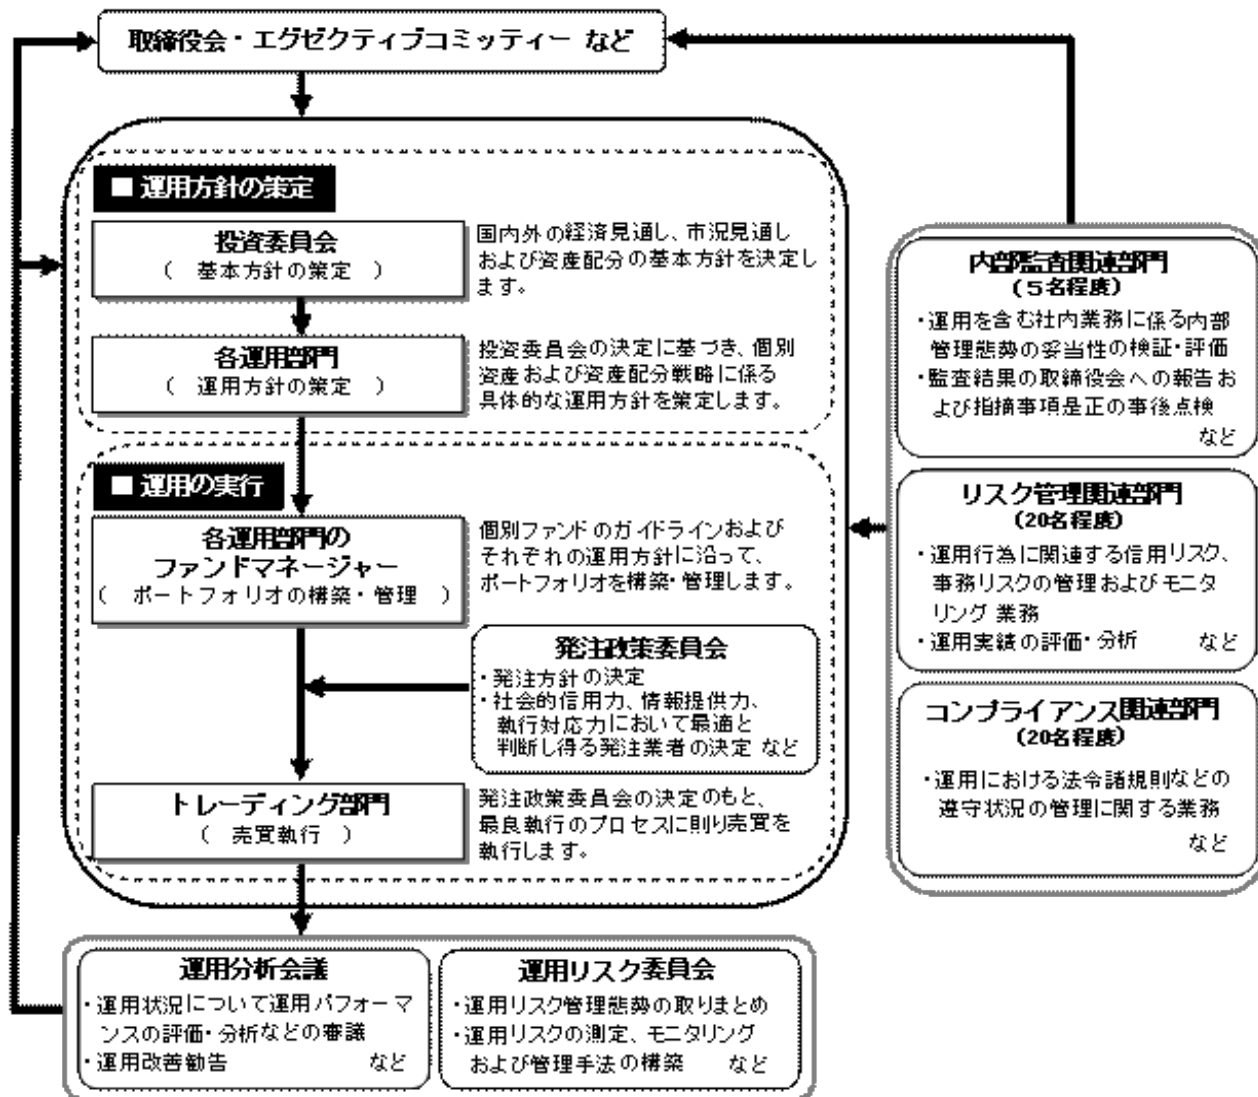 取締役会・エグゼクティブコミッティー など
■ 運用方針の策定
投資委員会
（　基本方針の策定　）
国内外の経済見通し、市況見通し
および資産配分の基本方針を決定し
ます。
各運用部門
（　運用方針の策定　）
投資委員会の決定に基づき、個別
資産および資産配分戦略に係る
具体的な運用方針を策定します。
■ 運用の実行
各運用部門の
ファンドマネージャー
（　ポートフォリオの構築・管理　）
個別ファンドのガイドラインおよび
それぞれの運用方針に沿って、
ポートフォリオを構築・管理します。
発注政策委員会
・発注方針の決定
・社会的信用力、情報提供力、
執行対応力において最適と
判断し得る発注業者の決定 など
トレーディング部門
（　売買執行　）
発注政策委員会の決定のもと、
最良執行のプロセスに則り売買を
執行します。
運用分析会議
・運用状況について運用パフォーマ
ンスの評価・分析などの審議
・運用改善勧告　など
運用リスク委員会
・運用リスク管理態勢の取りまとめ
・運用リスクの測定、モニタリング
および管理手法の構築　など
内部監査関連部門
(５名程度)
・運用を含む社内業務に係る内部
管理態勢の妥当性の検証・評価
・監査結果の取締役会への報告お
よび指摘事項是正の事後点検
など
リスク管理関連部門
(20名程度)
・運用行為に関連する信用リスク、
事務リスクの管理およびモニタ
リング 業務
・運用実績の評価・分析　など
コンプライアンス関連部門
(20名程度)
・運用における法令諸規則などの
遵守状況の管理に関する業務
など